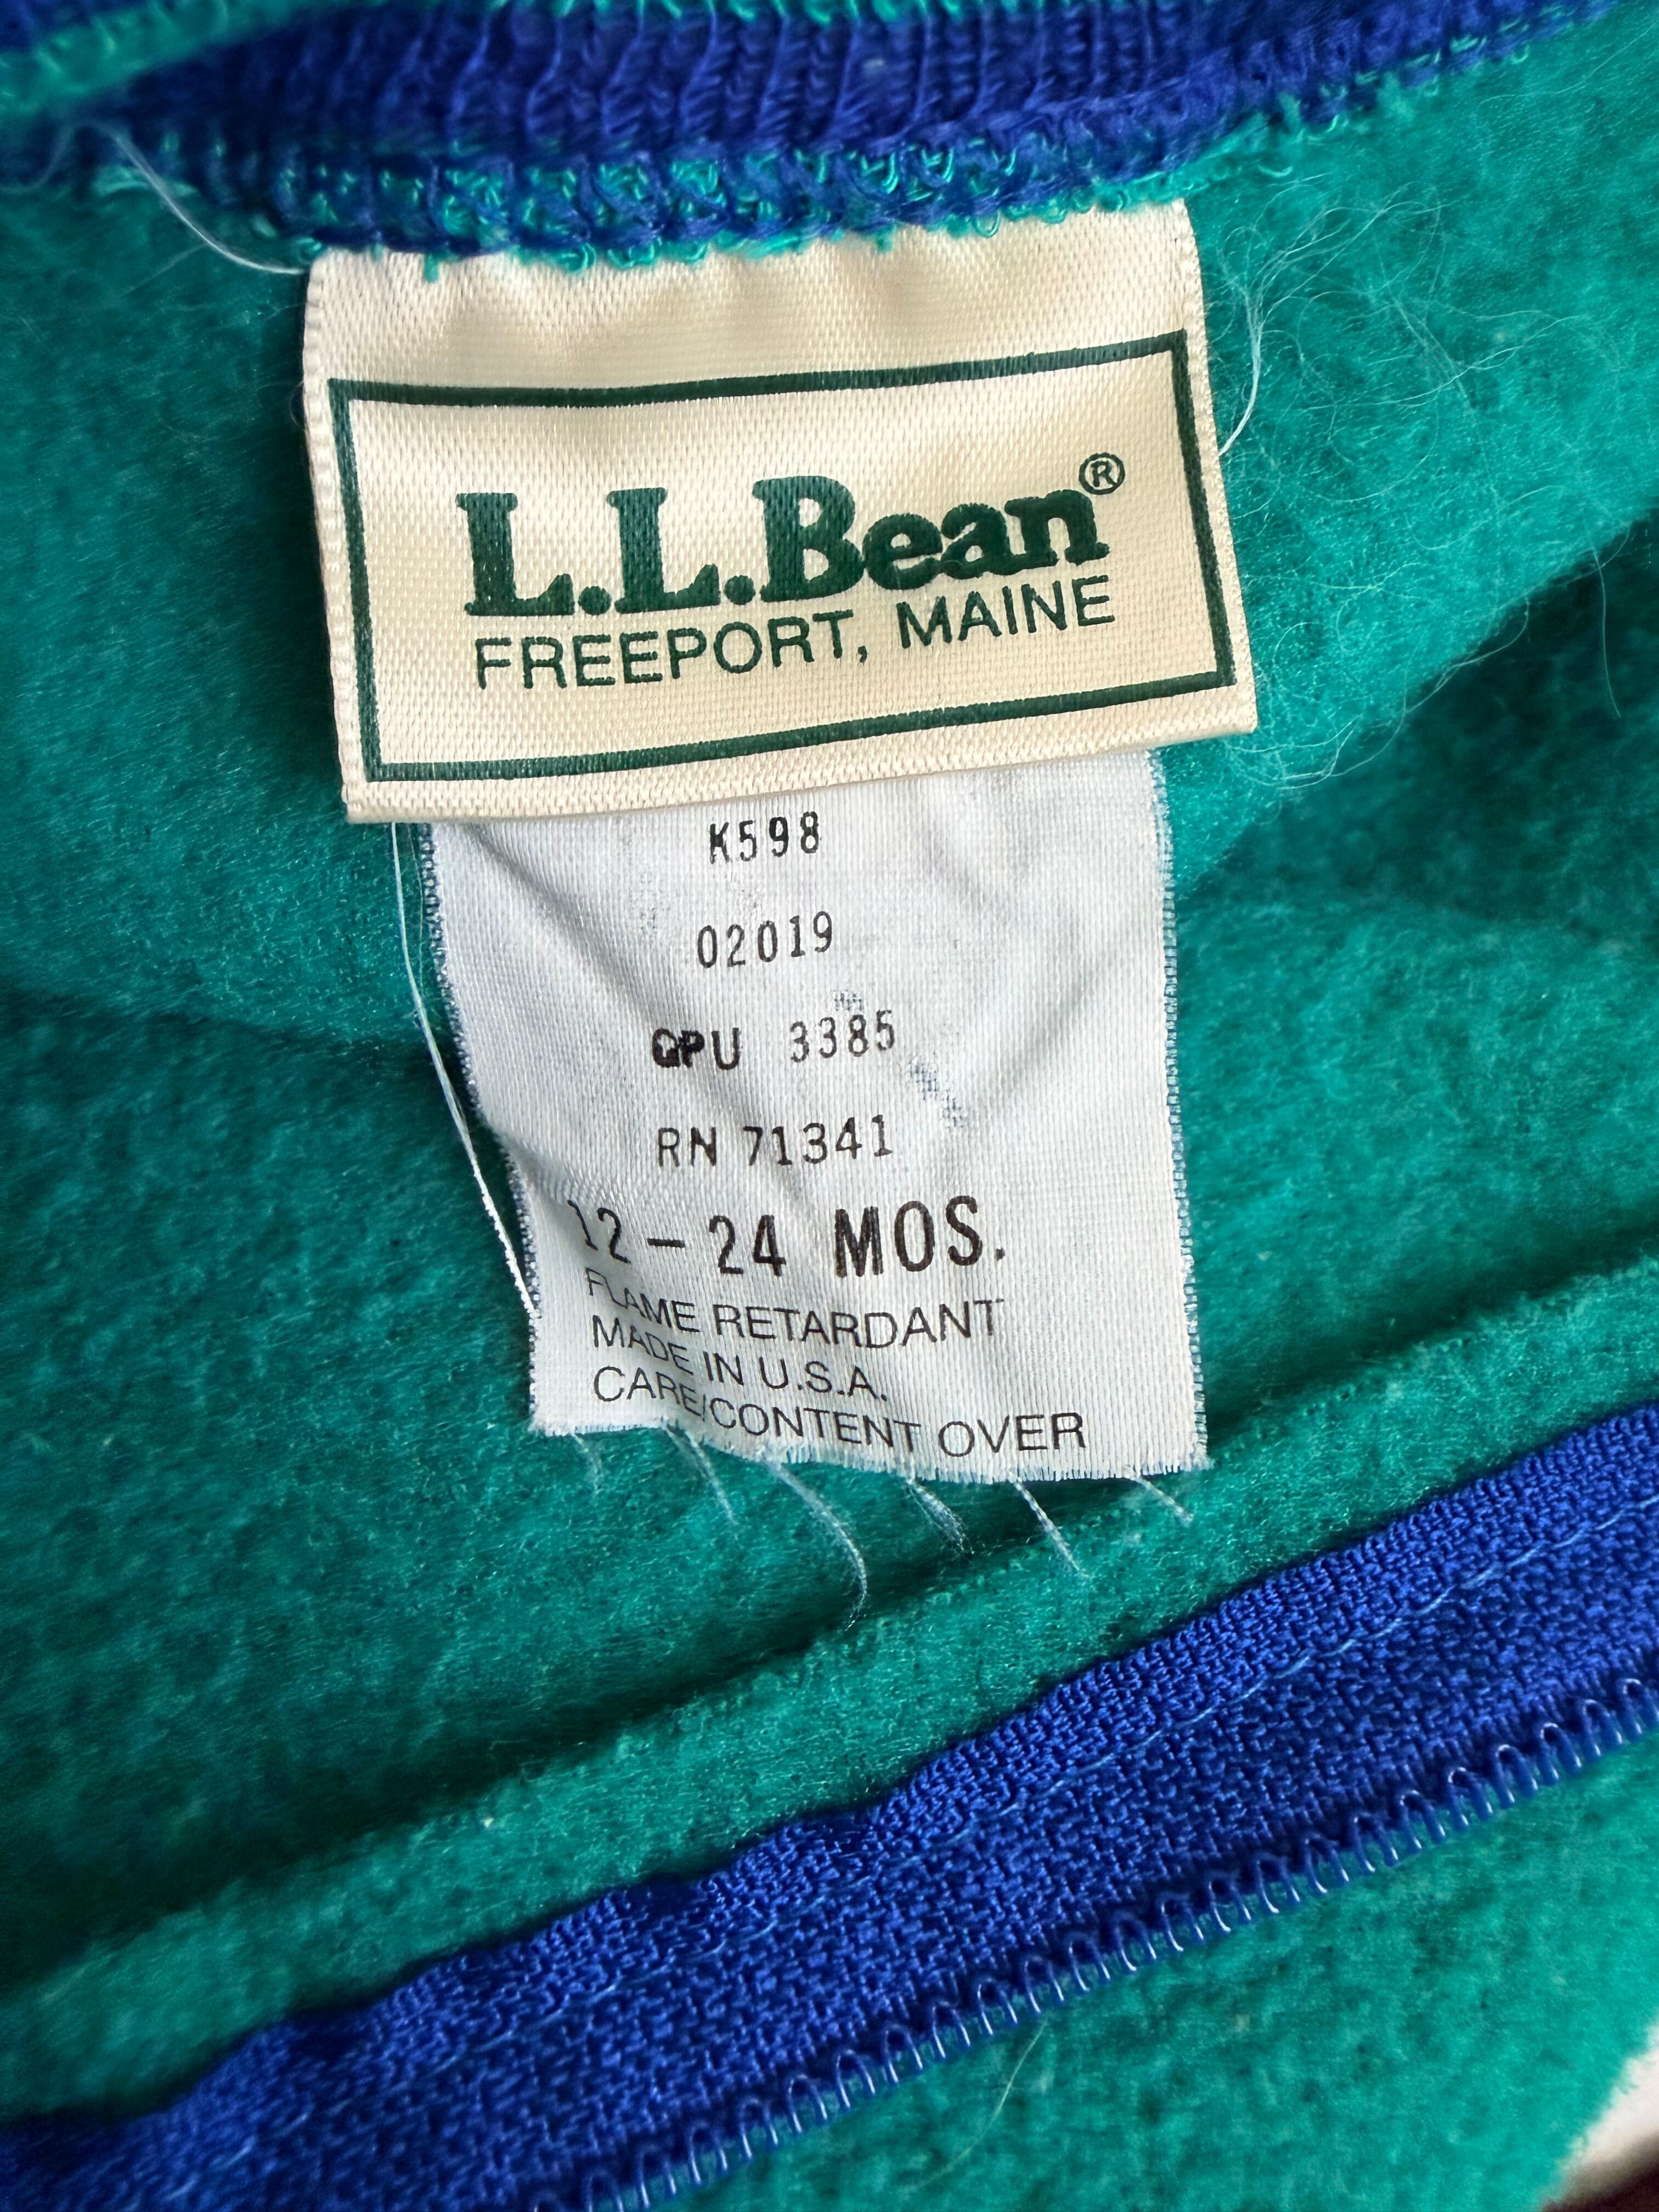 L.L.Bean®
FREEPORT, MAINE
K598
02019
QPU 3385
RN 71341
12-24 MOS.
FLAME RETARDANT
MADE IN U.S.A.
CARE/CONTENT OVER